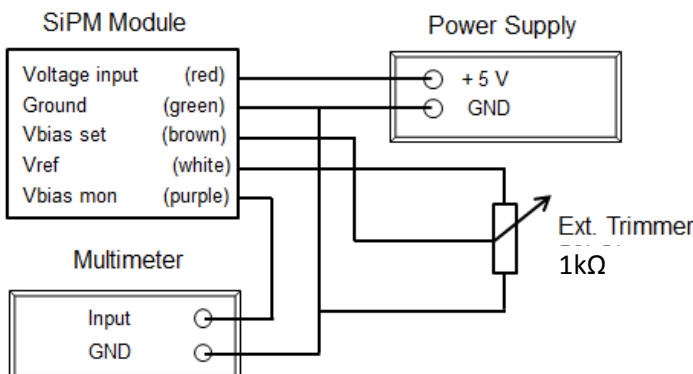 SiPM Module
Power Supply
Voltage input (red)
Ground (green)
Vbias set (brown)
Vref (white)
Vbias mon (purple)
+ 5 V
GND
Ext. Trimmer
1kΩ
Multimeter
Input
GND